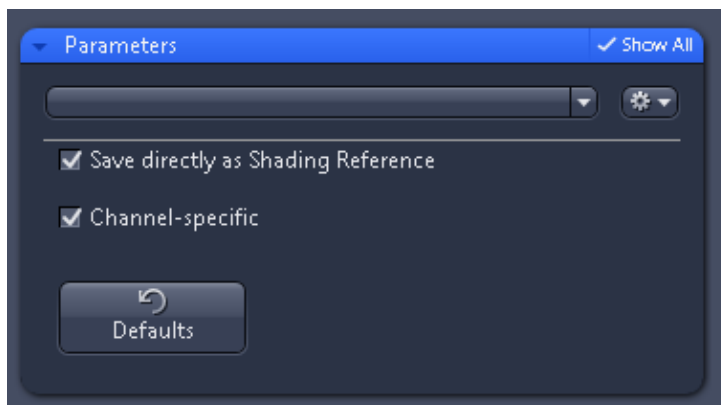 Parameters
Show All
Save directly as Shading Reference
Channel-specific
Defaults